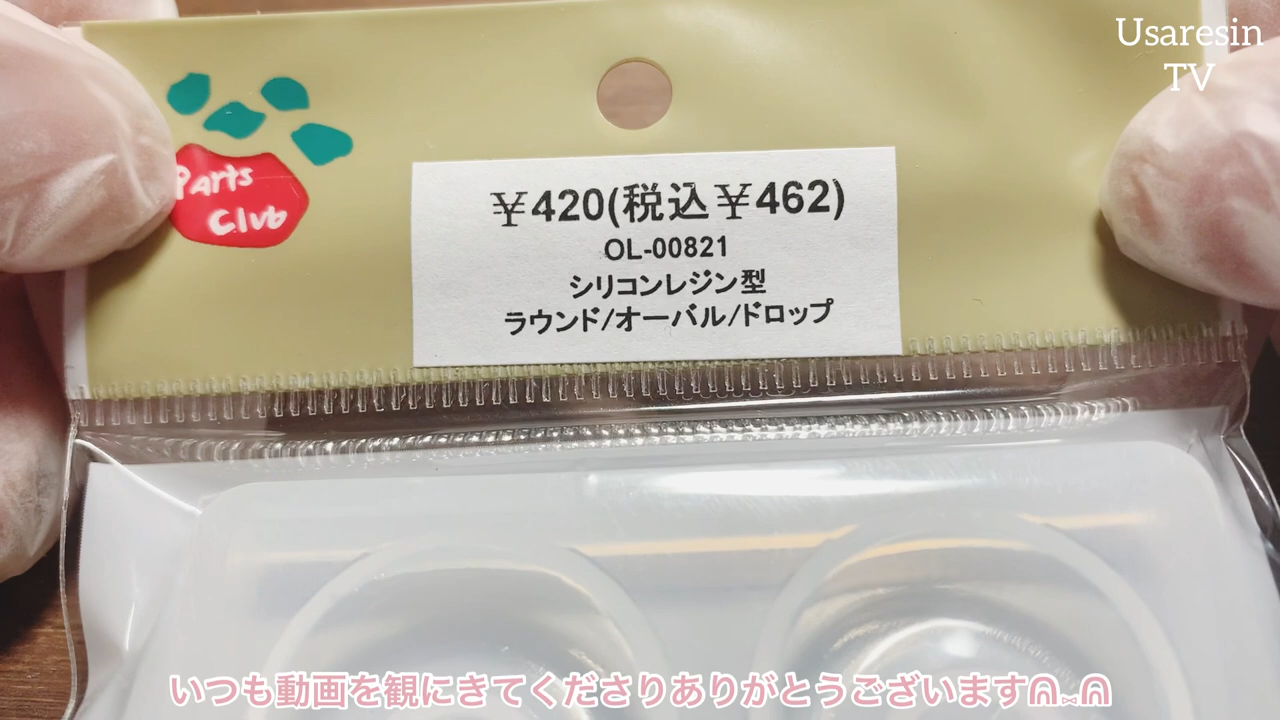 Usaresin
TV
Parts
Club
￥420(税込￥462)
OL-00821
シリコンレジン型
ラウンド/オーバル/ドロップ
いつも動画を観にきてくださりありがとうございますᕱ⑅ᕱ